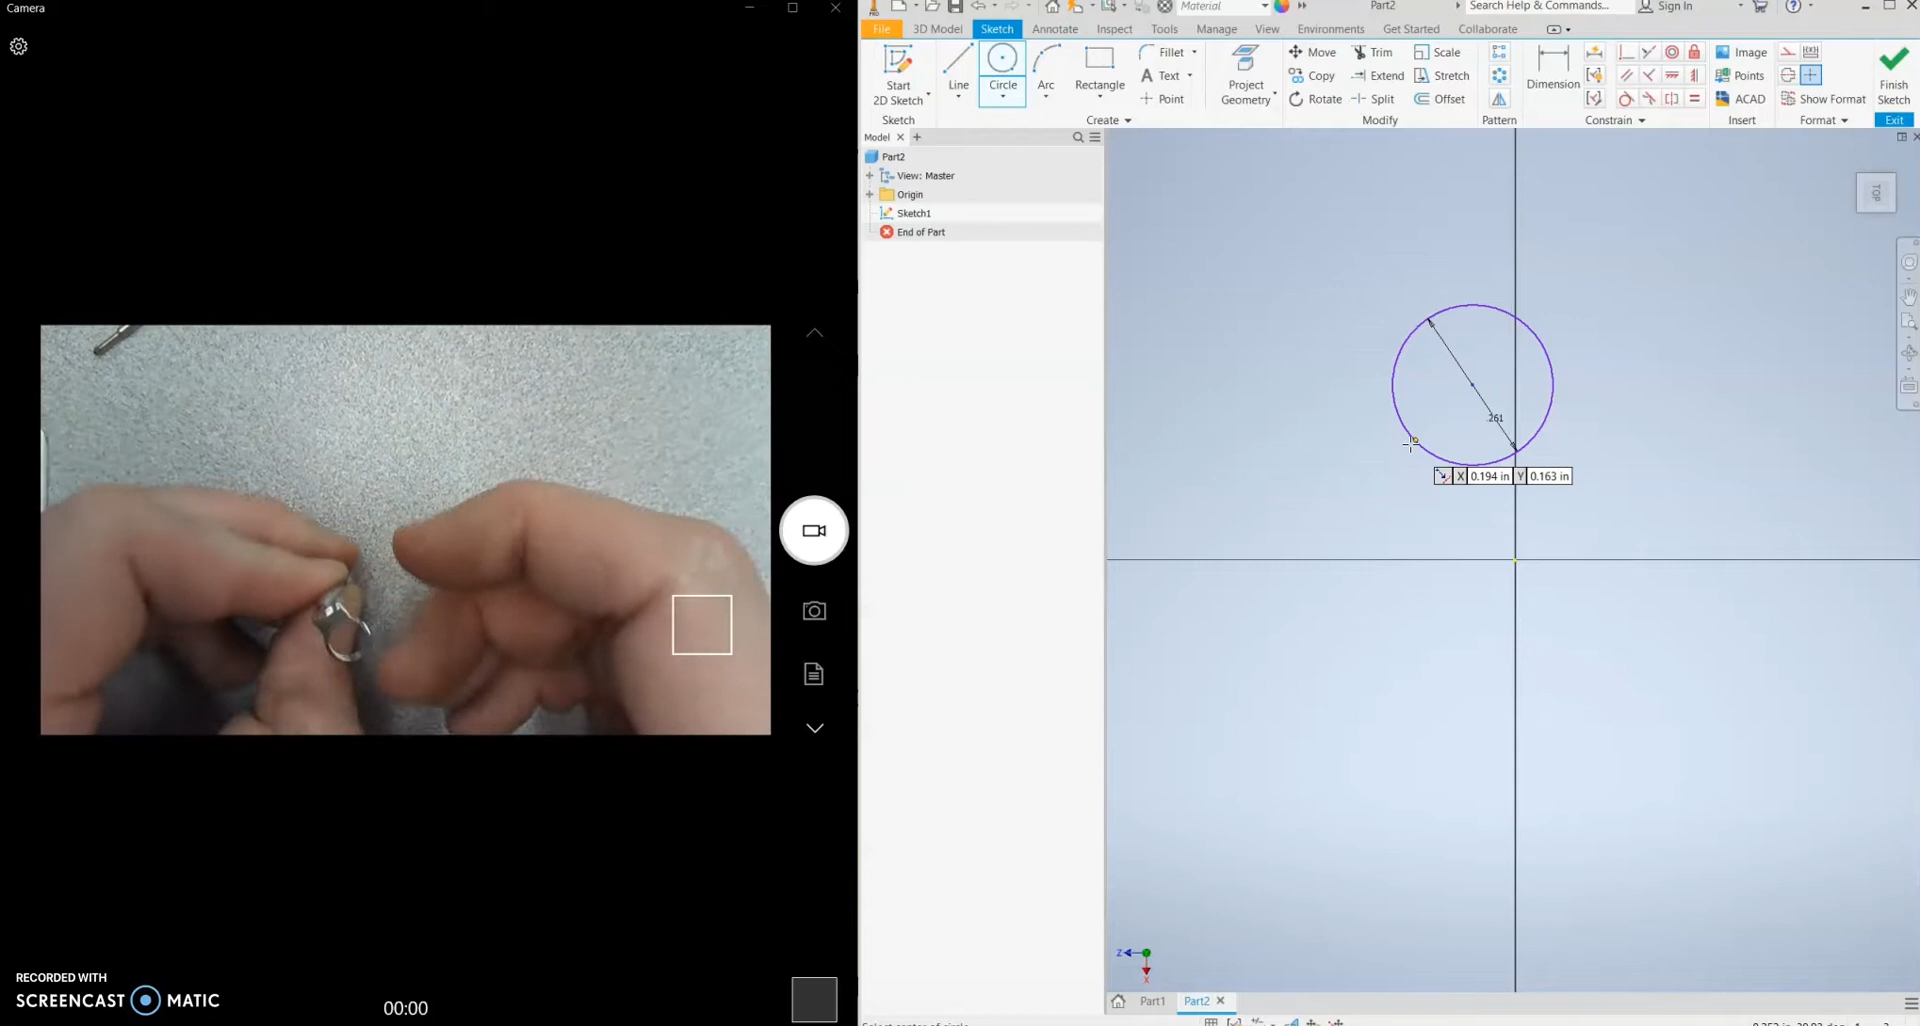 Camera
RECORDED WITH
SCREENCAST MATIC
00:00
Material
Part2
Search Help & Commands...
Sign In
File
3D Model
Sketch
Annotate
Inspect
Tools
Manage
View
Environments
Get Started
Collaborate
Start
2D Sketch
Line
Circle
Arc
Rectangle
Fillet
Text
Point
Project
Geometry
Move
Copy
Rotate
Trim
Extend
Split
Scale
Stretch
Offset
Dimension
Image
Points
ACAD
Show Format
Finish
Sketch
Sketch
Create
Modify
Pattern
Constrain
Insert
Format
Exit
Model
Part2
View: Master
Origin
Sketch1
End of Part
TOP
.261
X 0.194 in Y 0.163 in
Z
X
Part1
Part2